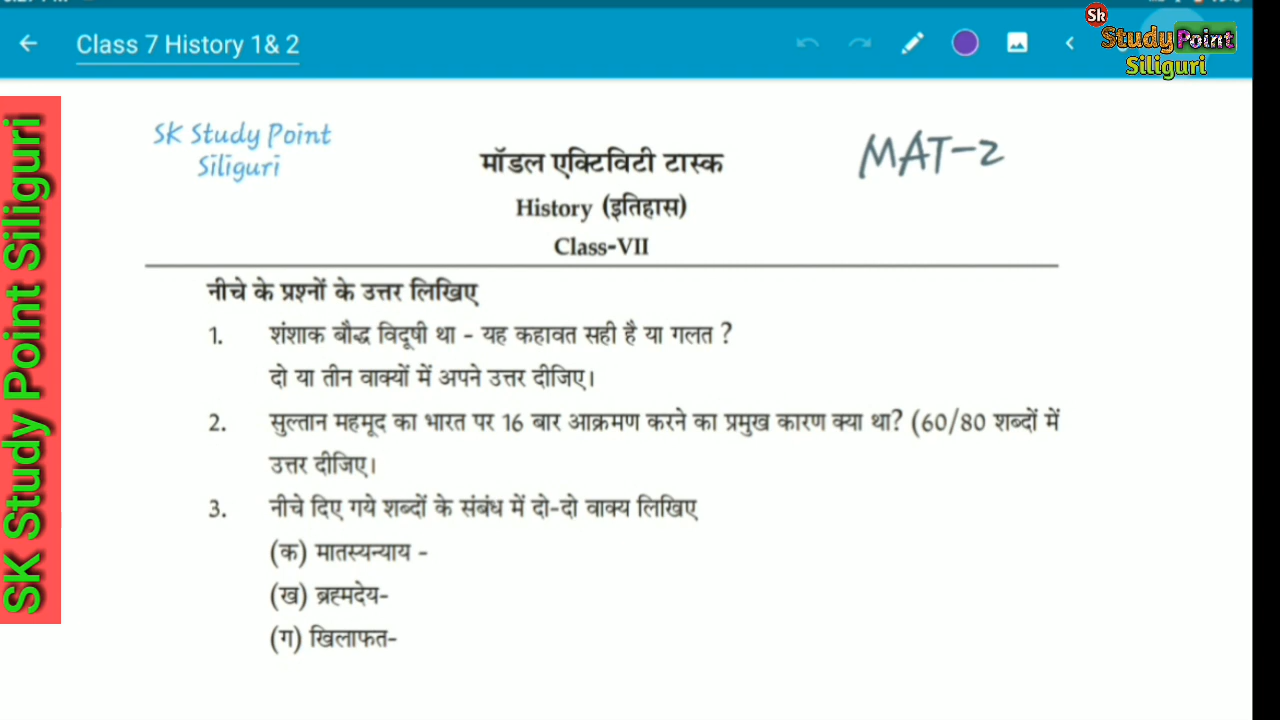 Class 7 History 1& 2
Sk
Study Point
Siliguri
SK Study Point Siliguri
SK Study Point
Siliguri
MAT-2
मॉडल एक्टिविटी टास्क
History (इतिहास)
Class-VII
नीचे के प्रश्नों के उत्तर लिखिए
1. शंशाक बौद्ध विदूषी था - यह कहावत सही है या गलत ?
दो या तीन वाक्यों में अपने उत्तर दीजिए।
2. सुल्तान महमूद का भारत पर 16 बार आक्रमण करने का प्रमुख कारण क्या था? (60/80 शब्दों में
उत्तर दीजिए।
3. नीचे दिए गये शब्दों के संबंध में दो-दो वाक्य लिखिए
(क) मातस्यन्याय -
(ख) ब्रह्मदेय-
(ग) खिलाफत-